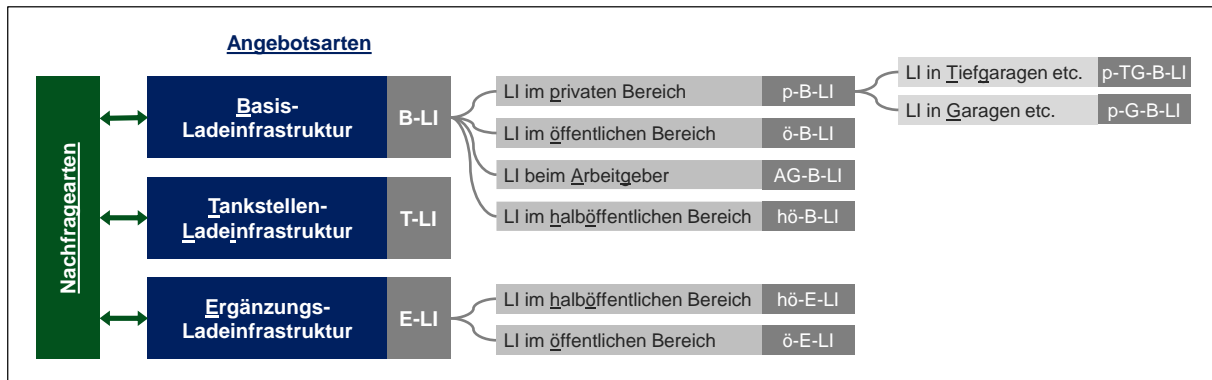 Angebotsarten
Nachfragearten
Basis-
Ladeinfrastruktur
B-LI
LI im privaten Bereich
p-B-LI
LI in Tiefgaragen etc.
p-TG-B-LI
LI in Garagen etc.
p-G-B-LI
LI im öffentlichen Bereich
ö-B-LI
LI beim Arbeitgeber
AG-B-LI
LI im halböffentlichen Bereich
hö-B-LI
Tankstellen-
Ladeinfrastruktur
T-LI
Ergänzungs-
Ladeinfrastruktur
E-LI
LI im halböffentlichen Bereich
hö-E-LI
LI im öffentlichen Bereich
ö-E-LI